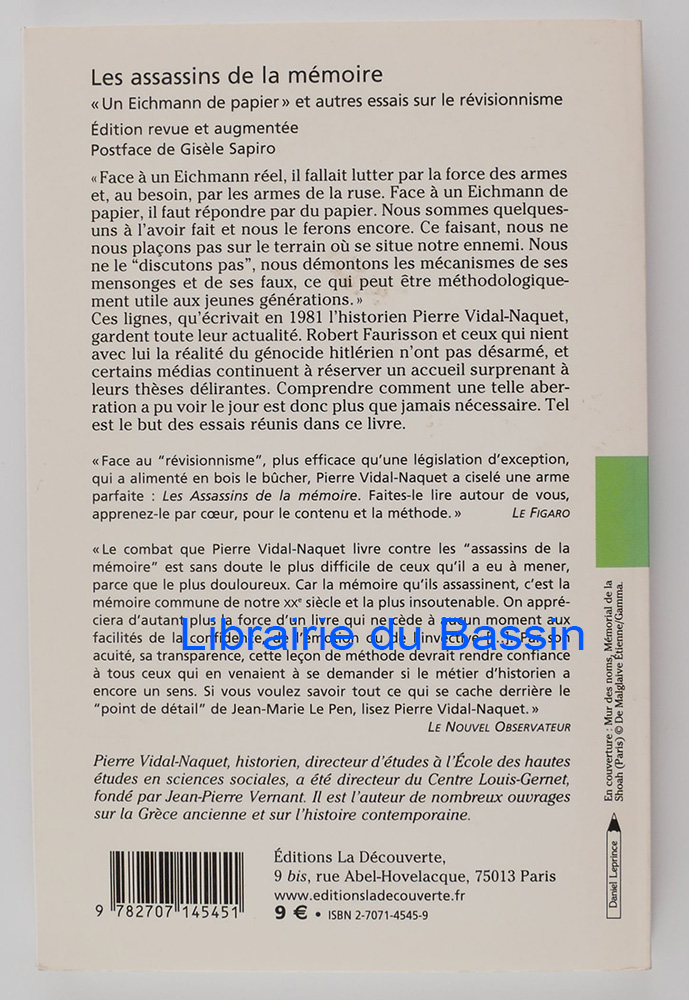 Les assassins de la mémoire
« Un Eichmann de papier » et autres essais sur le révisionnisme
Édition revue et augmentée
Postface de Gisèle Sapiro
« Face à un Eichmann réel, il fallait lutter par la force des armes
et, au besoin, par les armes de la ruse. Face à un Eichmann de
papier, il faut répondre par du papier. Nous sommes quelques-
uns à l'avoir fait et nous le ferons encore. Ce faisant, nous ne
nous plaçons pas sur le terrain où se situe notre ennemi. Nous
ne le “discutons pas”, nous démontons les mécanismes de ses
mensonges et de ses faux, ce qui peut être méthodologique-
ment utile aux jeunes générations. »
Ces lignes, qu'écrivait en 1981 l'historien Pierre Vidal-Naquet,
gardent toute leur actualité. Robert Faurisson et ceux qui nient
avec lui la réalité du génocide hitlérien n'ont pas désarmé, et
certains médias continuent à réserver un accueil surprenant à
leurs thèses délirantes. Comprendre comment une telle aber-
ration a pu voir le jour est donc plus que jamais nécessaire. Tel
est le but des essais réunis dans ce livre.
« Face au “révisionnisme”, plus efficace qu'une législation d'exception,
qui a alimenté en bois le bûcher, Pierre Vidal-Naquet a ciselé une arme
parfaite : Les Assassins de la mémoire. Faites-le lire autour de vous,
apprenez-le par cœur, pour le contenu et la méthode. » LE FIGARO
« Le combat que Pierre Vidal-Naquet livre contre les “assassins de la
mémoire” est sans doute le plus difficile de ceux qu'il a eu à mener,
parce que le plus douloureux. Car la mémoire qu'ils assassinent, c'est la
mémoire commune de notre XXe siècle et la plus insoutenable. On appré-
ciera d'autant plus la force d'un livre qui ne cède à aucun moment aux
facilités de la confidence, de l'émotion ou de l'invective [...]. Par son
acuité, sa transparence, cette leçon de méthode devrait rendre confiance
à tous ceux qui en venaient à se demander si le métier d'historien a
encore un sens. Si vous voulez savoir tout ce qui se cache derrière le
“point de détail” de Jean-Marie Le Pen, lisez Pierre Vidal-Naquet. »
LE NOUVEL OBSERVATEUR
Pierre Vidal-Naquet, historien, directeur d'études à l'École des hautes
études en sciences sociales, a été directeur du Centre Louis-Gernet,
fondé par Jean-Pierre Vernant. Il est l'auteur de nombreux ouvrages
sur la Grèce ancienne et sur l'histoire contemporaine.
9 782707 145451
Éditions La Découverte,
9 bis, rue Abel-Hovelacque, 75013 Paris
www.editionsladecouverte.fr
9 € • ISBN 2-7071-4545-9
En couverture : Mur des noms, Mémorial de la
Shoah (Paris) © De Malglaive Étienne/Gamma.
Daniel Leprince
Librairie du Bassin